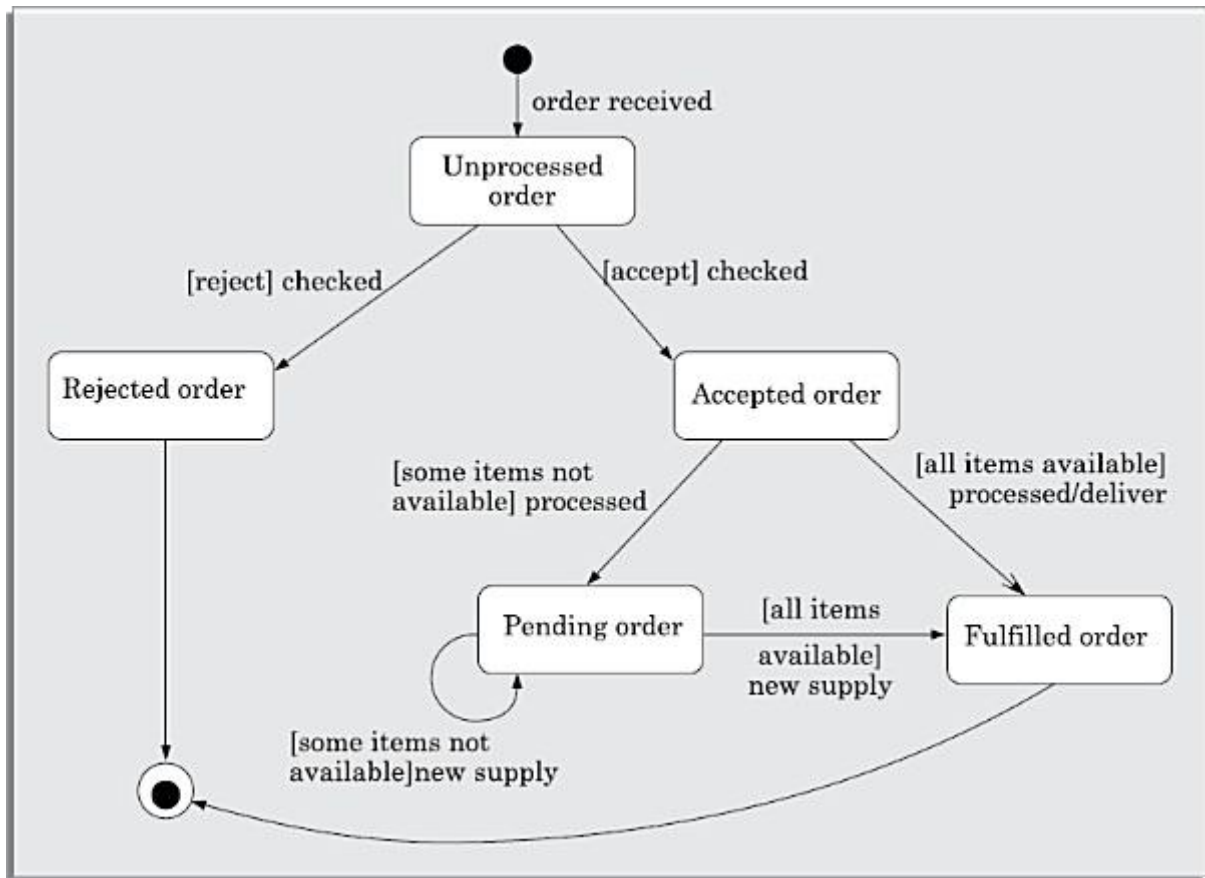 order received
Unprocessed
order
[reject] checked
[accept] checked
Rejected order
Accepted order
[some items not
available] processed
[all items available]
processed/deliver
Pending order
[all items
available]
new supply
Fulfilled order
[some items not
available]new supply